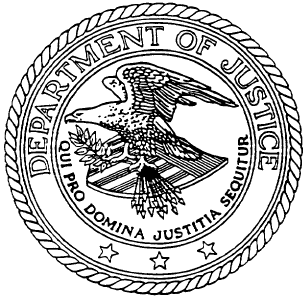 DEPARTMENT OF JUSTICE
QUI PRO DOMINA JUSTITIA SEQUITUR